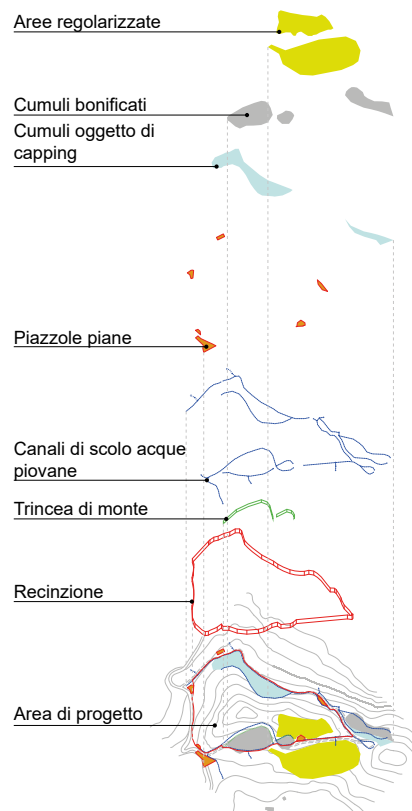 Aree regolarizzate
Cumuli bonificati
Cumuli oggetto di
capping
Piazzole piane
Canali di scolo acque
piovane
Trincea di monte
Recinzione
Area di progetto